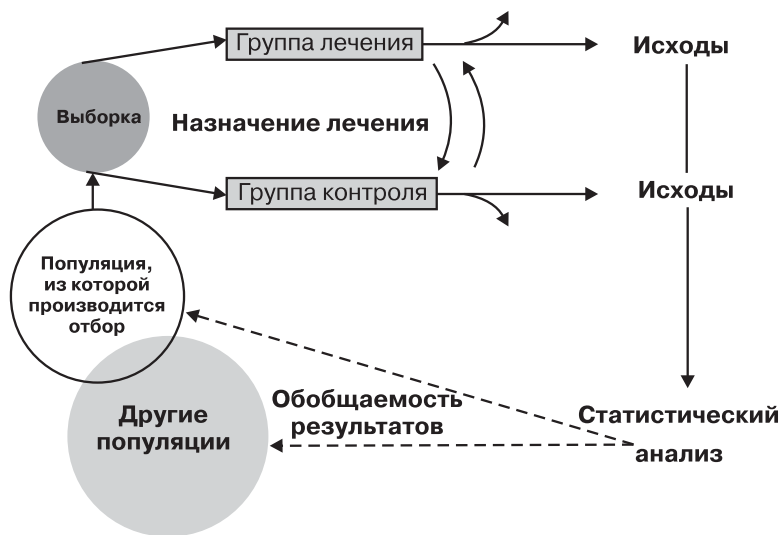 Группа лечения
Исходы
Выборка
Назначение лечения
Группа контроля
Исходы
Популяция,
из которой
производится
отбор
Другие
популяции
Обобщаемость
результатов
Статистический
анализ